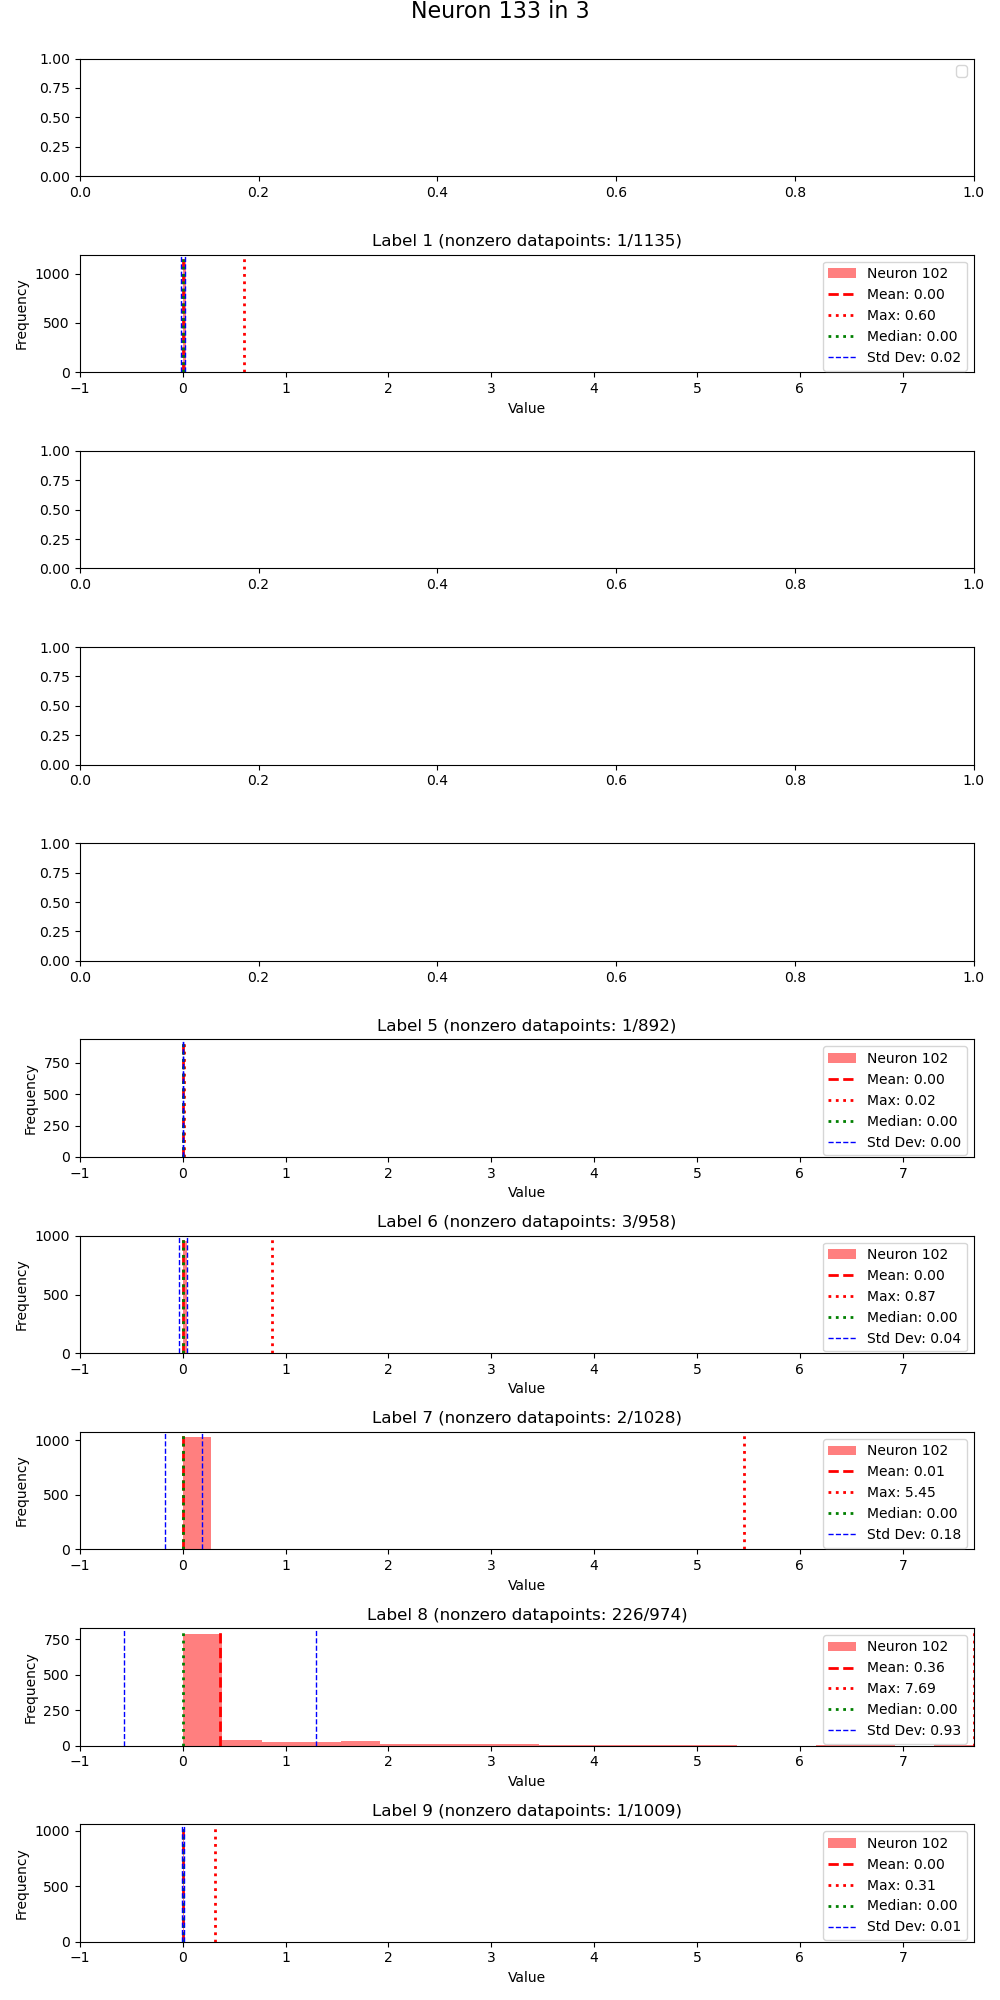 Neuron 133 in 3
1.00
0.75
0.50
0.25
0.00
0.0 0.2 0.4 0.6 0.8 1.0
Label 1 (nonzero datapoints: 1/1135)
Frequency
1000
500
0
Neuron 102
Mean: 0.00
Max: 0.60
Median: 0.00
Std Dev: 0.02
−1 0 1 2 3 4 5 6 7
Value
1.00
0.75
0.50
0.25
0.00
0.0 0.2 0.4 0.6 0.8 1.0
1.00
0.75
0.50
0.25
0.00
0.0 0.2 0.4 0.6 0.8 1.0
1.00
0.75
0.50
0.25
0.00
0.0 0.2 0.4 0.6 0.8 1.0
Label 5 (nonzero datapoints: 1/892)
Frequency
750
500
250
0
Neuron 102
Mean: 0.00
Max: 0.02
Median: 0.00
Std Dev: 0.00
−1 0 1 2 3 4 5 6 7
Value
Label 6 (nonzero datapoints: 3/958)
Frequency
1000
500
0
Neuron 102
Mean: 0.00
Max: 0.87
Median: 0.00
Std Dev: 0.04
−1 0 1 2 3 4 5 6 7
Value
Label 7 (nonzero datapoints: 2/1028)
Frequency
1000
500
0
Neuron 102
Mean: 0.01
Max: 5.45
Median: 0.00
Std Dev: 0.18
−1 0 1 2 3 4 5 6 7
Value
Label 8 (nonzero datapoints: 226/974)
Frequency
750
500
250
0
Neuron 102
Mean: 0.36
Max: 7.69
Median: 0.00
Std Dev: 0.93
−1 0 1 2 3 4 5 6 7
Value
Label 9 (nonzero datapoints: 1/1009)
Frequency
1000
500
0
Neuron 102
Mean: 0.00
Max: 0.31
Median: 0.00
Std Dev: 0.01
−1 0 1 2 3 4 5 6 7
Value